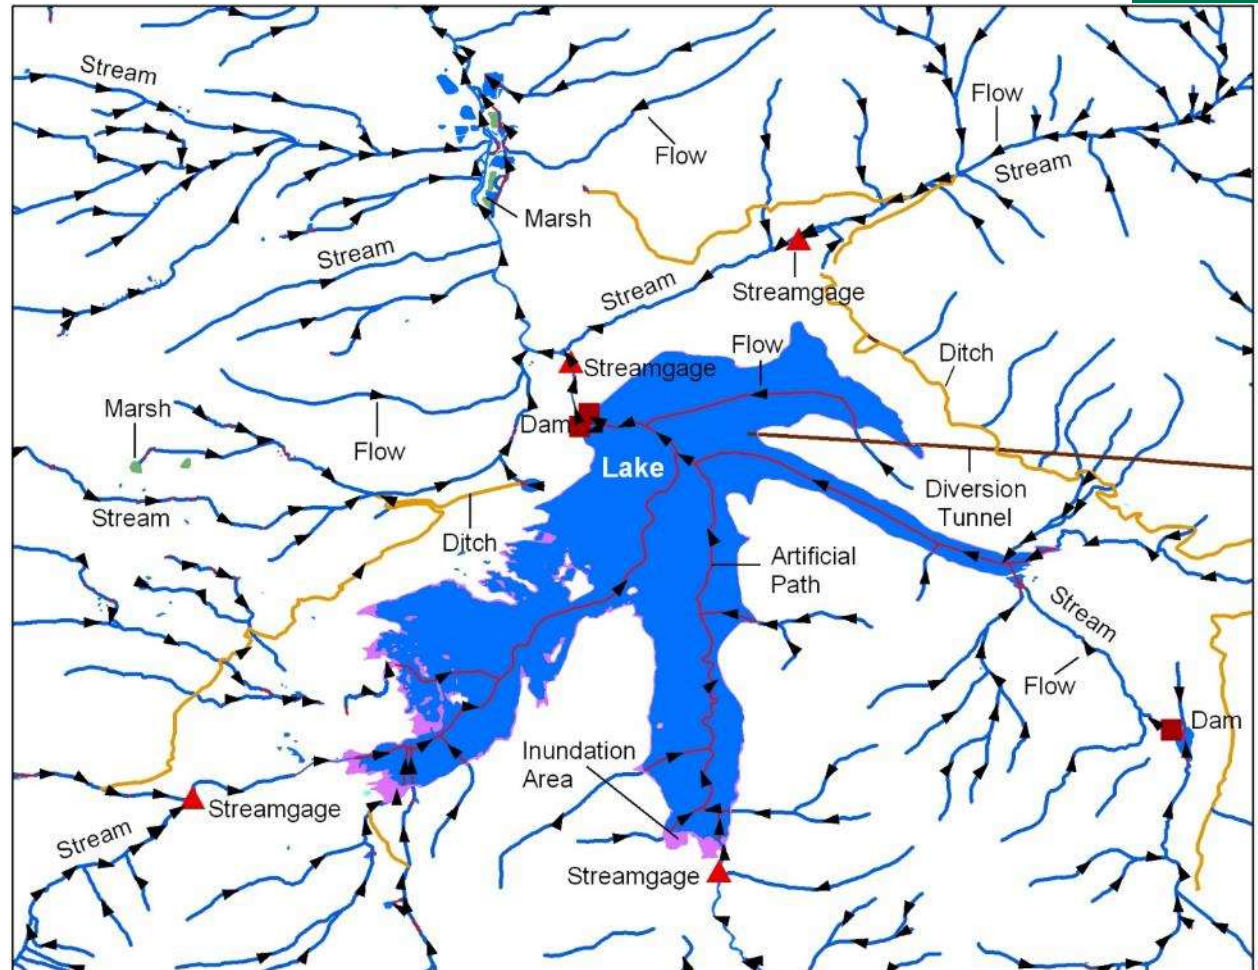 Stream
Flow
Flow
Stream
Marsh
Stream
Stream
Streamgage
Flow
Streamgage
Ditch
Marsh
Dam
Flow
Lake
Stream
Diversion
Tunnel
Ditch
Artificial
Path
Stream
Flow
Dam
Inundation
Area
Streamgage
Stream
Streamgage